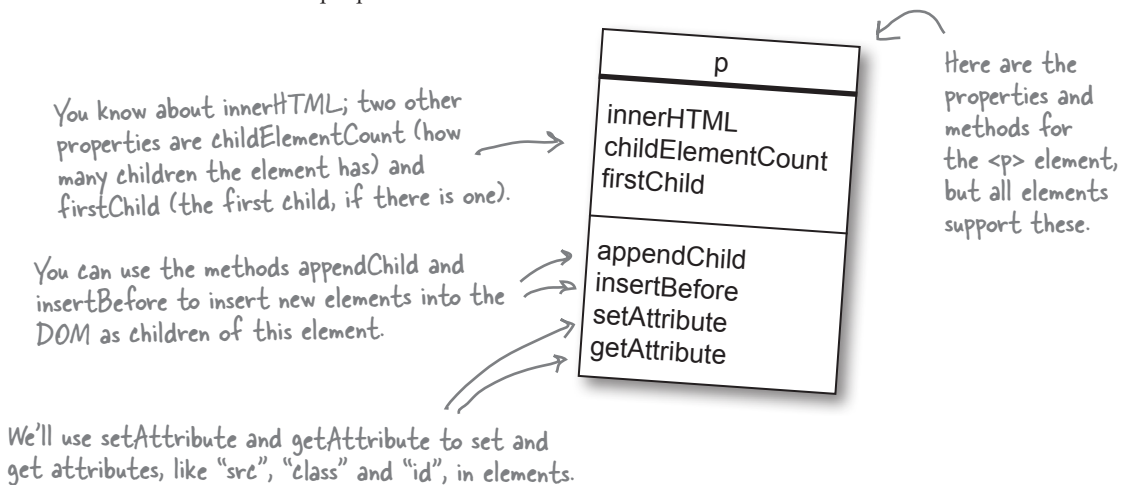 p
innerHTML
childElementCount
firstChild
appendChild
insertBefore
setAttribute
getAttribute
You know about innerHTML; two other
properties are childElementCount (how
many children the element has) and
firstChild (the first child, if there is one).
You can use the methods appendChild and
insertBefore to insert new elements into the
DOM as children of this element.
We'll use setAttribute and getAttribute to set and
get attributes, like "src", "class" and "id", in elements.
Here are the
properties and
methods for
the <p> element,
but all elements
support these.